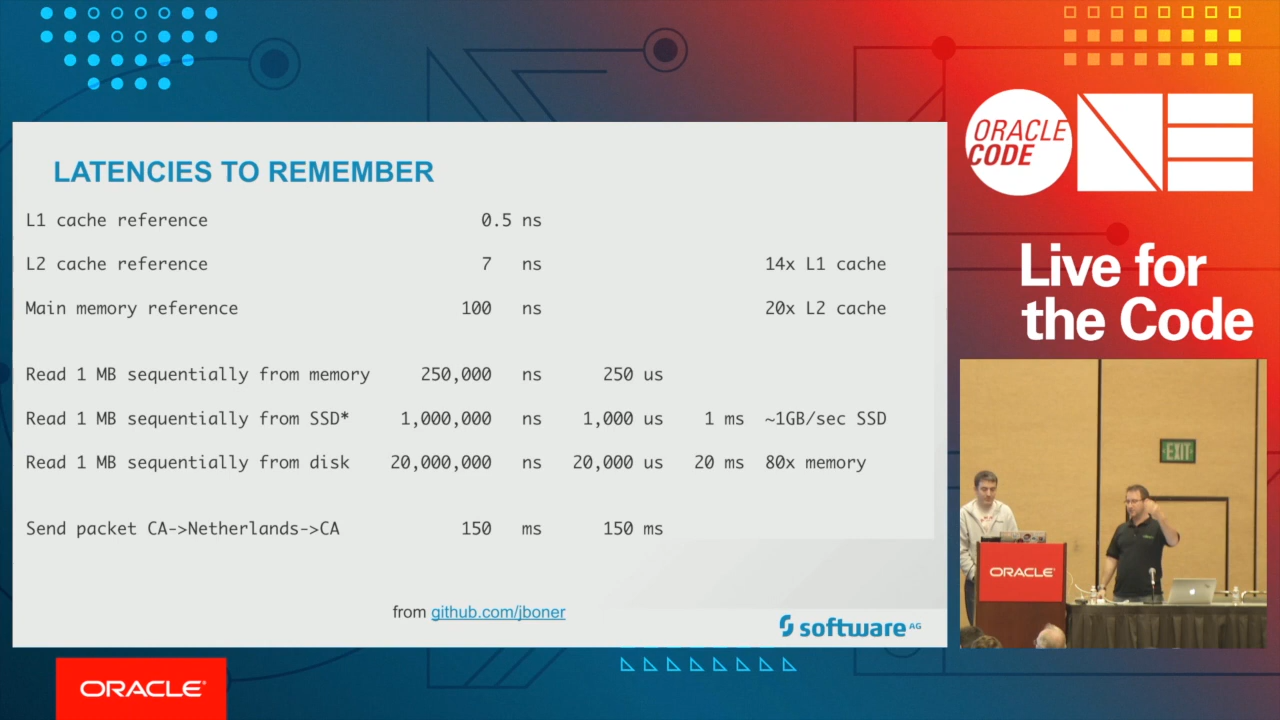 LATENCIES TO REMEMBER
L1 cache reference 0.5 ns
L2 cache reference 7 ns 14x L1 cache
Main memory reference 100 ns 20x L2 cache
Read 1 MB sequentially from memory 250,000 ns 250 us
Read 1 MB sequentially from SSD* 1,000,000 ns 1,000 us 1 ms ~1GB/sec SSD
Read 1 MB sequentially from disk 20,000,000 ns 20,000 us 20 ms 80x memory
Send packet CA->Netherlands->CA 150 ms 150 ms
from github.com/jboner
software AG
ORACLE
CODE
ONE
Live for
the Code
EXIT
ORACLE
ORACLE